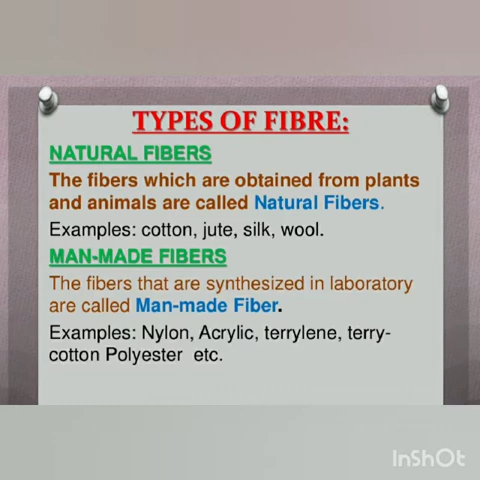 TYPES OF FIBRE:
NATURAL FIBERS
The fibers which are obtained from plants
and animals are called Natural Fibers.
Examples: cotton, jute, silk, wool.
MAN-MADE FIBERS
The fibers that are synthesized in laboratory
are called Man-made Fiber.
Examples: Nylon, Acrylic, terrylene, terry-
cotton Polyester etc.
InShOt